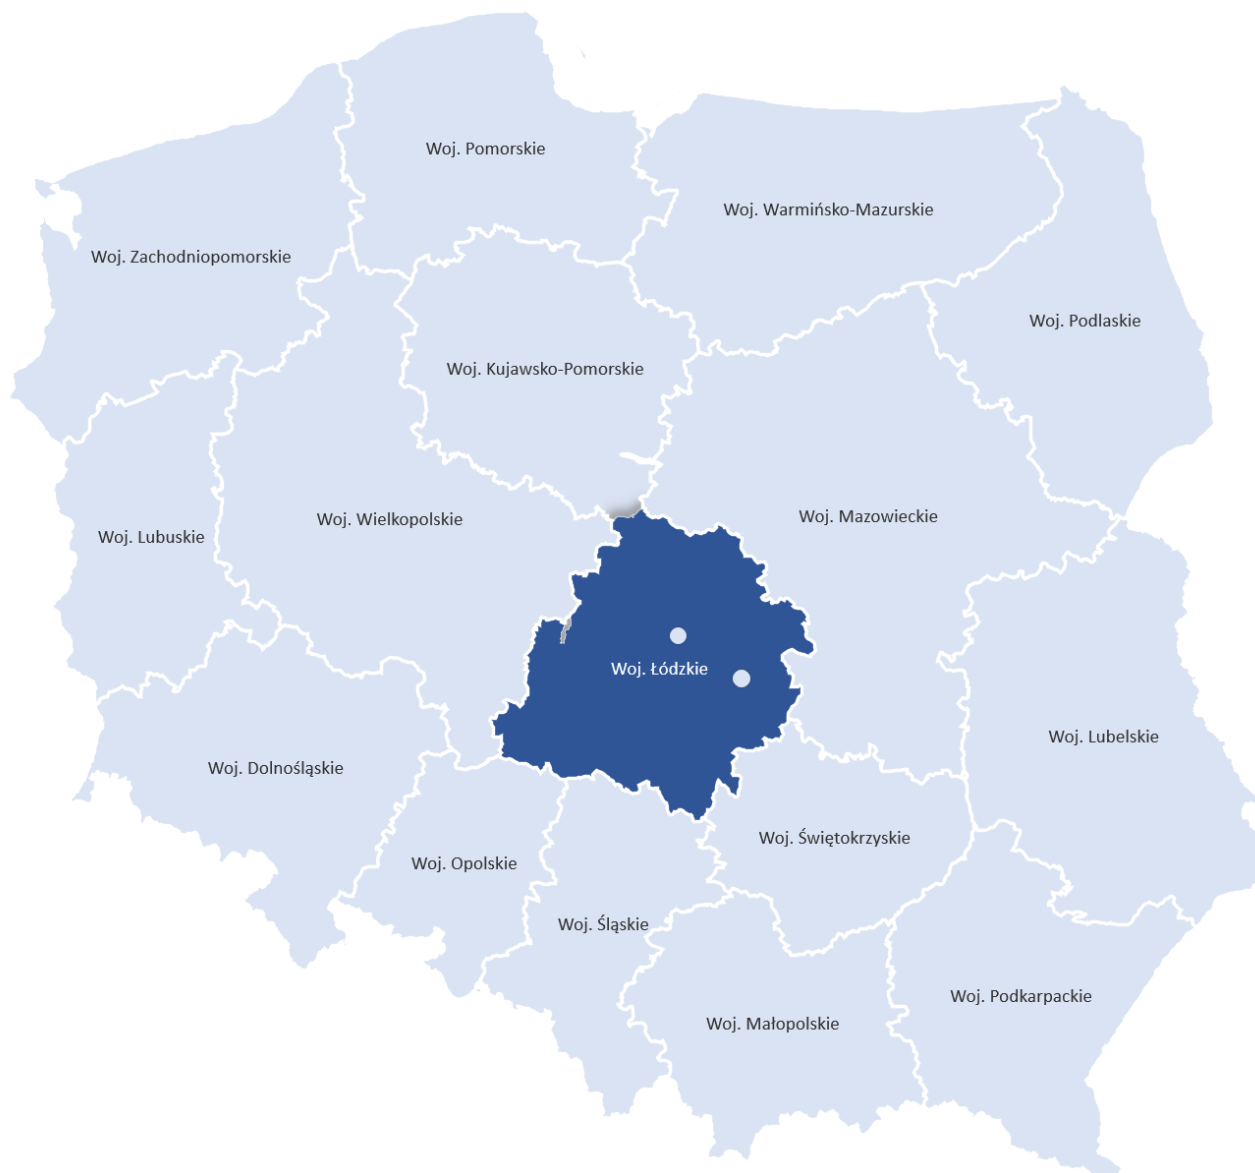 Woj. Pomorskie
Woj. Warmińsko-Mazurskie
Woj. Zachodniopomorskie
Woj. Podlaskie
Woj. Kujawsko-Pomorskie
Woj. Wielkopolskie
Woj. Mazowieckie
Woj. Lubuskie
Woj. Łódzkie
Woj. Lubelskie
Woj. Dolnośląskie
Woj. Świętokrzyskie
Woj. Opolskie
Woj. Śląskie
Woj. Podkarpackie
Woj. Małopolskie